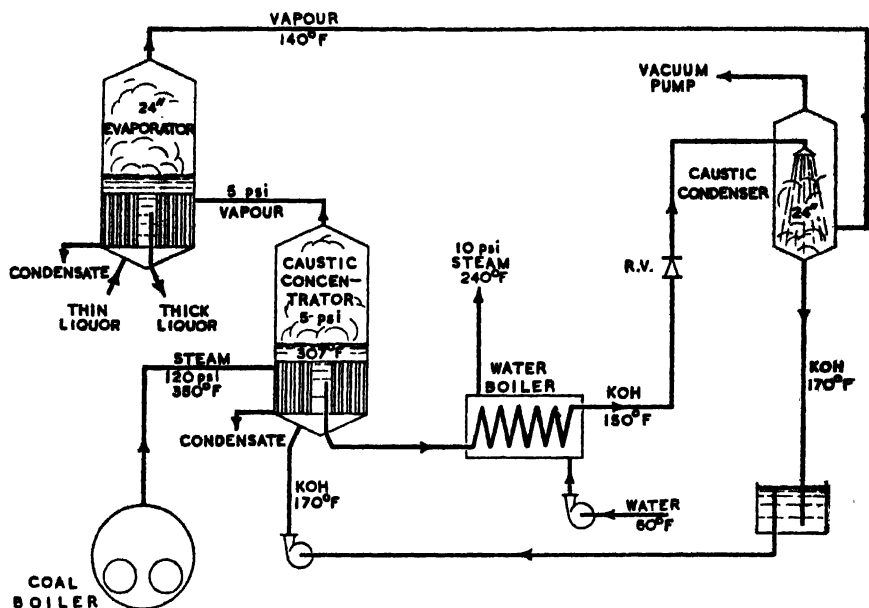 VAPOUR
140°F
24"
EVAPORATOR
VACUUM
PUMP
CAUSTIC
CONDENSER
24"
5 psi
VAPOUR
CONDENSATE
THIN
LIQUOR
THICK
LIQUOR
CAUSTIC
CONCEN-
TRATOR
5-psi
307°F
10 psi
STEAM
240°F
R.V.
STEAM
120 psi
350°F
WATER
BOILER
KOH
150°F
KOH
170°F
CONDENSATE
KOH
170°F
WATER
60°F
COAL
BOILER